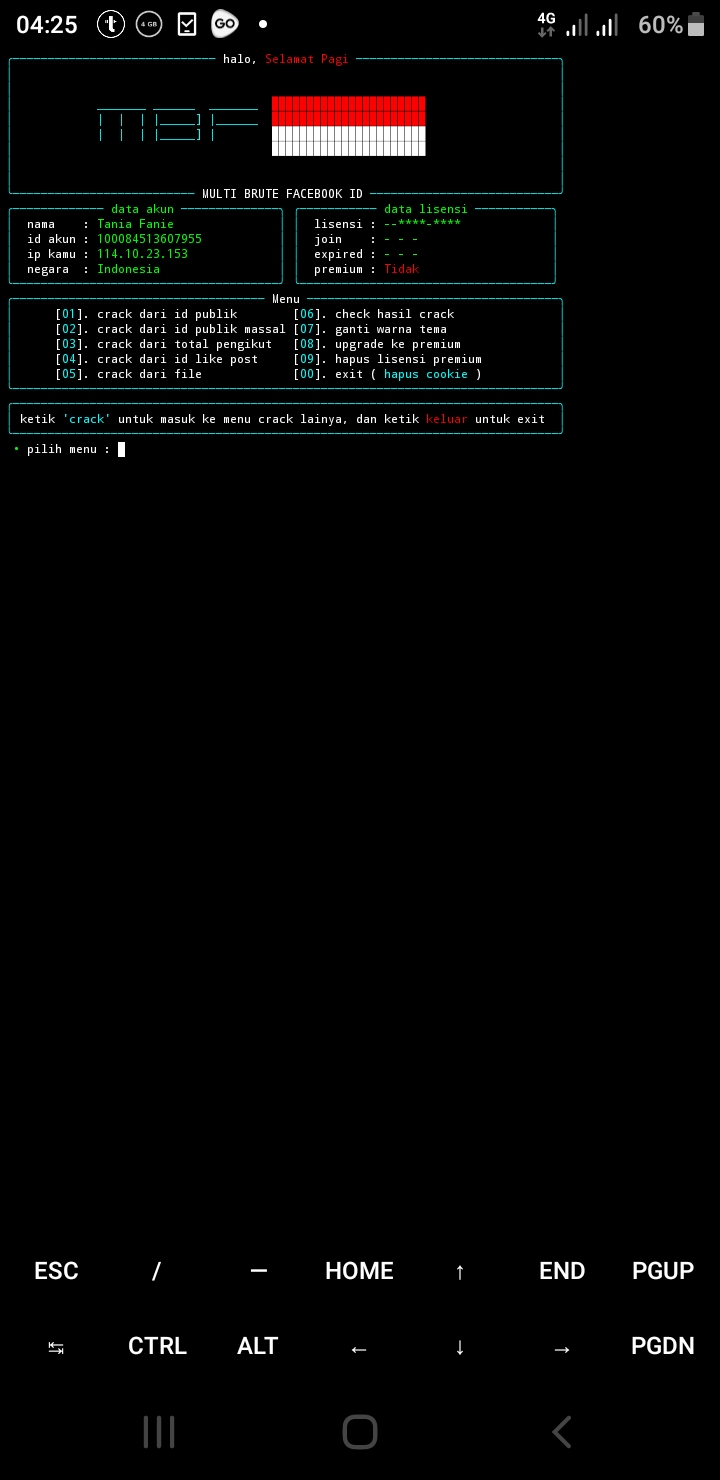 04:25 t 4 GB GO 4G 60%
halo, Selamat Pagi
MBF
MULTI BRUTE FACEBOOK ID
data akun
nama : Tania Fanie
id akun : 100084513607955
ip kamu : 114.10.23.153
negara : Indonesia
data lisensi
lisensi : --****-****
join : - - -
expired : - - -
premium : Tidak
Menu
[01]. crack dari id publik [06]. check hasil crack
[02]. crack dari id publik massal [07]. ganti warna tema
[03]. crack dari total pengikut [08]. upgrade ke premium
[04]. crack dari id like post [09]. hapus lisensi premium
[05]. crack dari file [00]. exit ( hapus cookie )
ketik 'crack' untuk masuk ke menu crack lainya, dan ketik keluar untuk exit
• pilih menu :
ESC / — HOME ↑ END PGUP
↹ CTRL ALT ← ↓ → PGDN